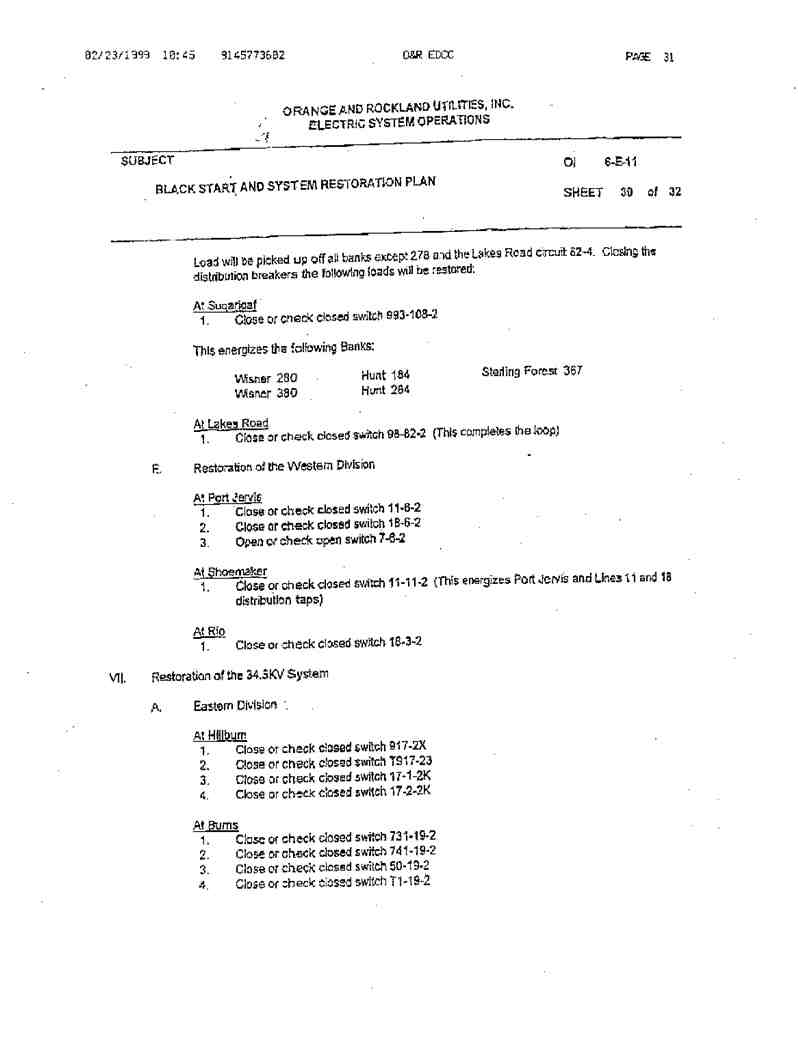 02/23/1999 10:45 9145773682 O&R EDCC PAGE 31
ORANGE AND ROCKLAND UTILITIES, INC.
ELECTRIC SYSTEM OPERATIONS
SUBJECT
OI 6-E-11
BLACK START AND SYSTEM RESTORATION PLAN
SHEET 30 of 32
Load will be picked up off all banks except 278 and the Lakes Road circuit 82-4. Closing the
distribution breakers the following loads will be restored:
At Sugarloaf
1. Close or check closed switch 993-108-2
This energizes the following Banks:
Wisner 280 Hunt 184 Sterling Forest 367
Wisner 380 Hunt 284
At Lakes Road
1. Close or check closed switch 98-82-2 (This completes the loop)
E. Restoration of the Western Division
At Port Jervis
1. Close or check closed switch 11-6-2
2. Close or check closed switch 18-6-2
3. Open or check open switch 7-6-2
At Shoemaker
1. Close or check closed switch 11-11-2 (This energizes Port Jervis and Lines 11 and 18
distribution taps)
At Rio
1. Close or check closed switch 18-3-2
VII. Restoration of the 34.5KV System
A. Eastern Division
At Hillburn
1. Close or check closed switch 917-2X
2. Close or check closed switch T917-23
3. Close or check closed switch 17-1-2K
4. Close or check closed switch 17-2-2K
At Burns
1. Close or check closed switch 731-19-2
2. Close or check closed switch 741-19-2
3. Close or check closed switch 50-19-2
4. Close or check closed switch T1-19-2